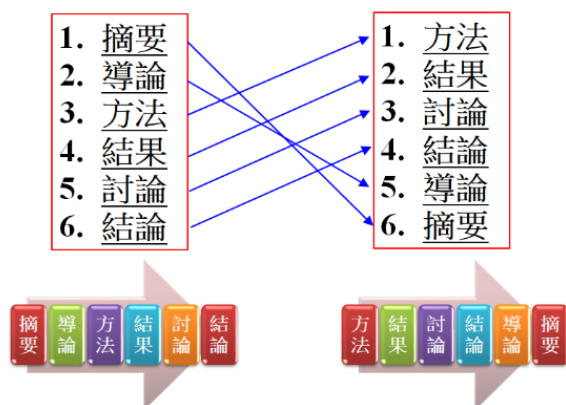 1. 摘要
2. 導論
3. 方法
4. 結果
5. 討論
6. 結論
1. 方法
2. 結果
3. 討論
4. 結論
5. 導論
6. 摘要
摘要 導論 方法 結果 討論 結論
方法 結果 討論 結論 導論 摘要